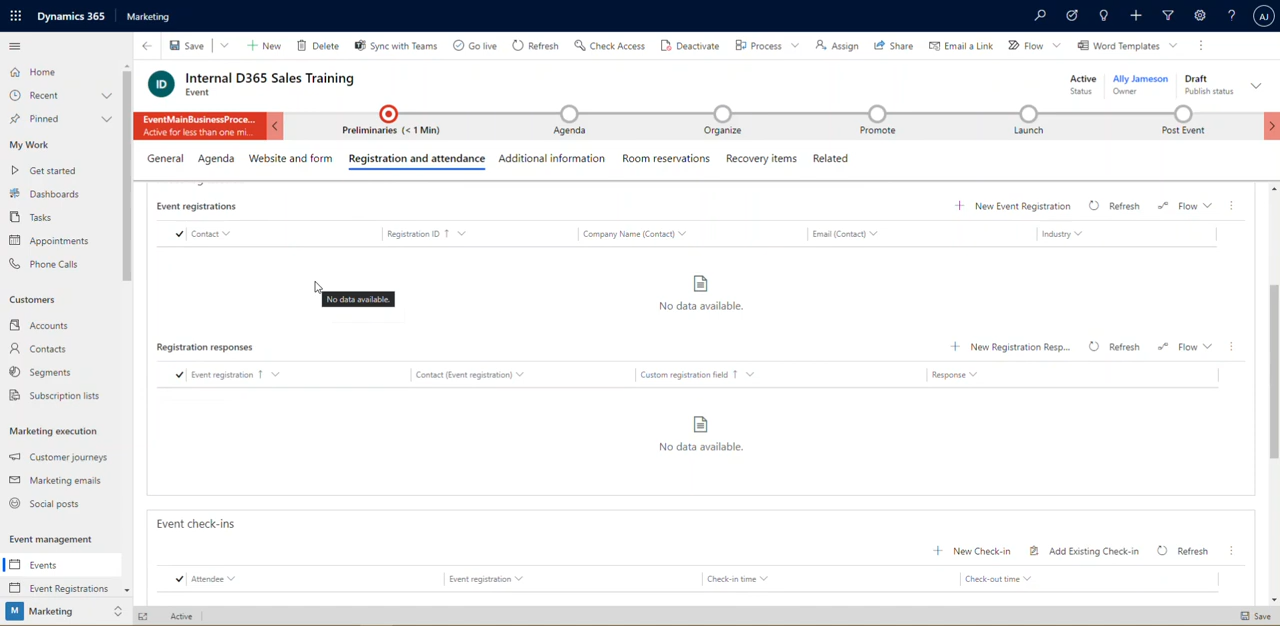 Dynamics 365 Marketing AJ
Save New Delete Sync with Teams Go live Refresh Check Access Deactivate Process Assign Share Email a Link Flow Word Templates
Home
Recent
Pinned
My Work
Get started
Dashboards
Tasks
Appointments
Phone Calls
Customers
Accounts
Contacts
Segments
Subscription lists
Marketing execution
Customer journeys
Marketing emails
Social posts
Event management
Events
Event Registrations
M Marketing
ID Internal D365 Sales Training
Event
Active
Status
Ally Jameson
Owner
Draft
Publish status
EventMainBusinessProce...
Active for less than one mi...
Preliminaries (< 1 Min) Agenda Organize Promote Launch Post Event
General Agenda Website and form Registration and attendance Additional information Room reservations Recovery items Related
Event registrations New Event Registration Refresh Flow
Contact Registration ID Company Name (Contact) Email (Contact) Industry
No data available.
No data available.
Registration responses New Registration Resp... Refresh Flow
Event registration Contact (Event registration) Custom registration field Response
No data available.
Event check-ins
New Check-in Add Existing Check-in Refresh
Attendee Event registration Check-in time Check-out time
Active Save